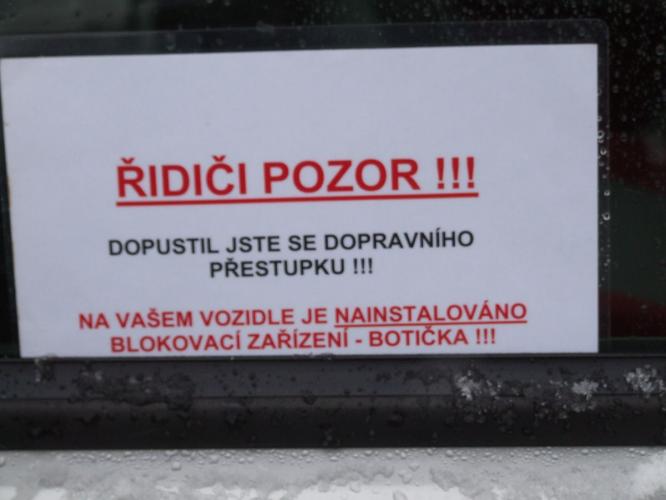 ŘIDIČI POZOR !!!
DOPUSTIL JSTE SE DOPRAVNÍHO
PŘESTUPKU !!!
NA VAŠEM VOZIDLE JE NAINSTALOVÁNO
BLOKOVACÍ ZAŘÍZENÍ - BOTIČKA !!!